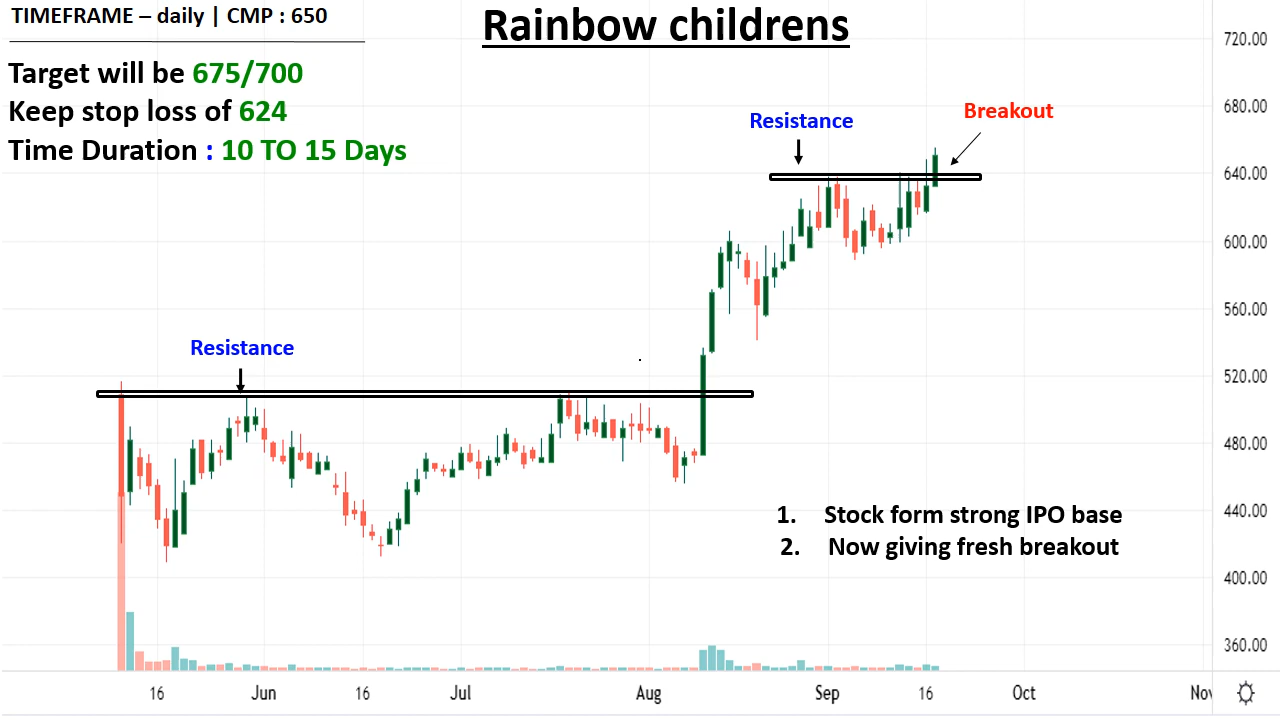 TIMEFRAME – daily | CMP : 650
Rainbow childrens
Target will be 675/700
Keep stop loss of 624
Time Duration : 10 TO 15 Days
Resistance
Breakout
Resistance
1. Stock form strong IPO base
2. Now giving fresh breakout
720.00
680.00
640.00
600.00
560.00
520.00
480.00
440.00
400.00
360.00
16 Jun 16 Jul Aug Sep 16 Oct Nov